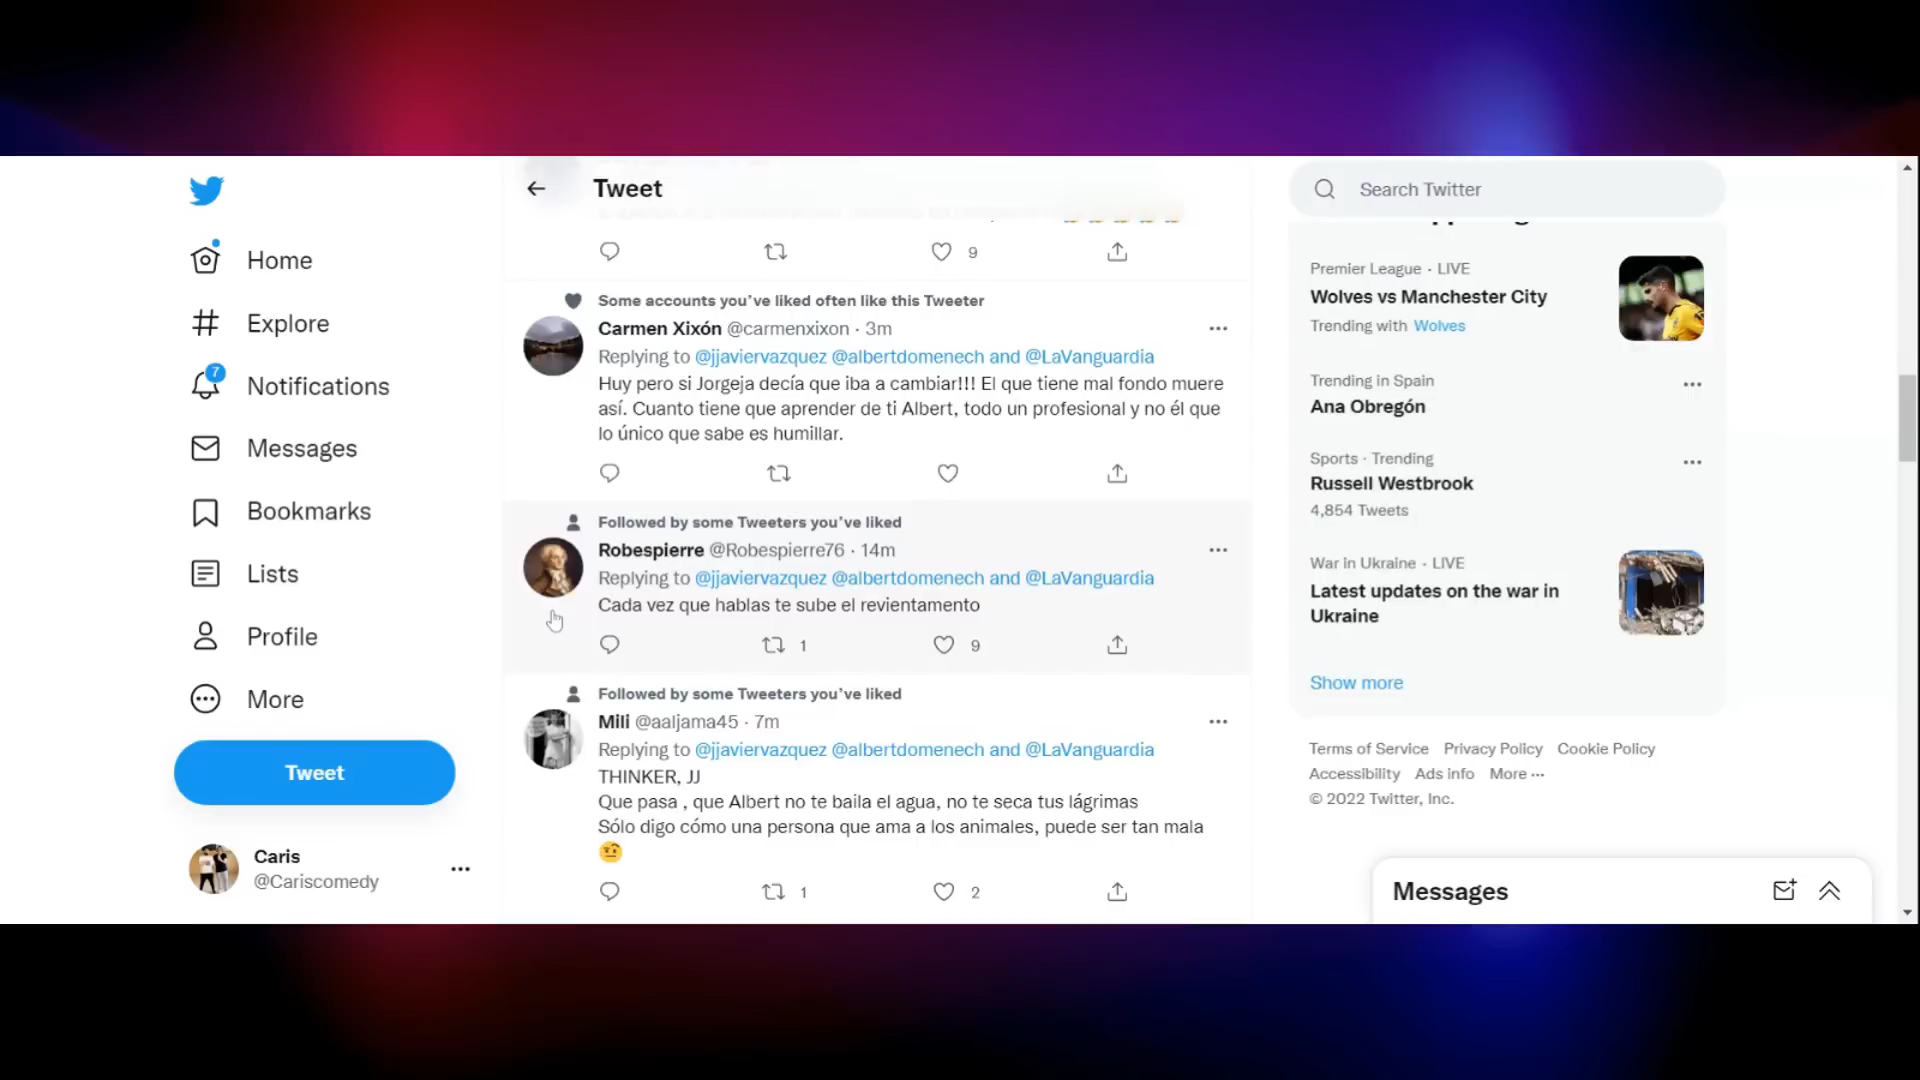 Home
Explore
7
Notifications
Messages
Bookmarks
Lists
Profile
More
Tweet
Caris
@Cariscomedy
Tweet
9
Some accounts you've liked often like this Tweeter
Carmen Xixón @carmenxixon · 3m
Replying to @jjaviervazquez @albertdomenech and @LaVanguardia
Huy pero si Jorgeja decía que iba a cambiar!!! El que tiene mal fondo muere
así. Cuanto tiene que aprender de ti Albert, todo un profesional y no él que
lo único que sabe es humillar.
Followed by some Tweeters you've liked
Robespierre @Robespierre76 · 14m
Replying to @jjaviervazquez @albertdomenech and @LaVanguardia
Cada vez que hablas te sube el revientamento
1 9
Followed by some Tweeters you've liked
Mili @aaljama45 · 7m
Replying to @jjaviervazquez @albertdomenech and @LaVanguardia
THINKER, JJ
Que pasa , que Albert no te baila el agua, no te seca tus lágrimas
Sólo digo cómo una persona que ama a los animales, puede ser tan mala
🤨
1 2
Search Twitter
Premier League · LIVE
Wolves vs Manchester City
Trending with Wolves
Trending in Spain
Ana Obregón
Sports · Trending
Russell Westbrook
4,854 Tweets
War in Ukraine · LIVE
Latest updates on the war in
Ukraine
Show more
Terms of Service Privacy Policy Cookie Policy
Accessibility Ads info More ···
© 2022 Twitter, Inc.
Messages